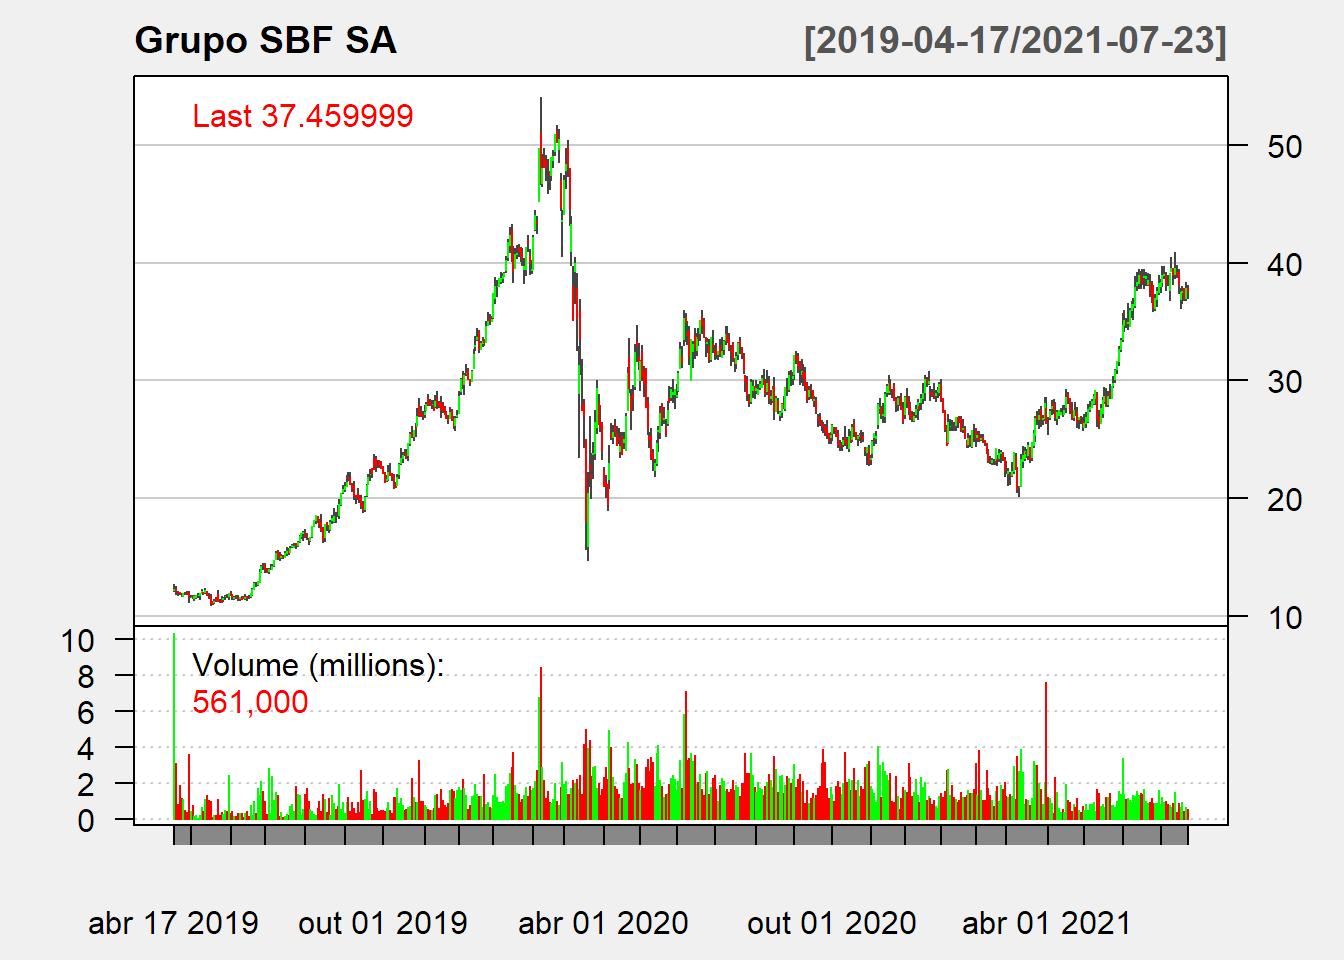 Grupo SBF SA
[2019-04-17/2021-07-23]
Last 37.459999
50
40
30
20
10
Volume (millions):
561,000
10
8
6
4
2
0
abr 17 2019
out 01 2019
abr 01 2020
out 01 2020
abr 01 2021